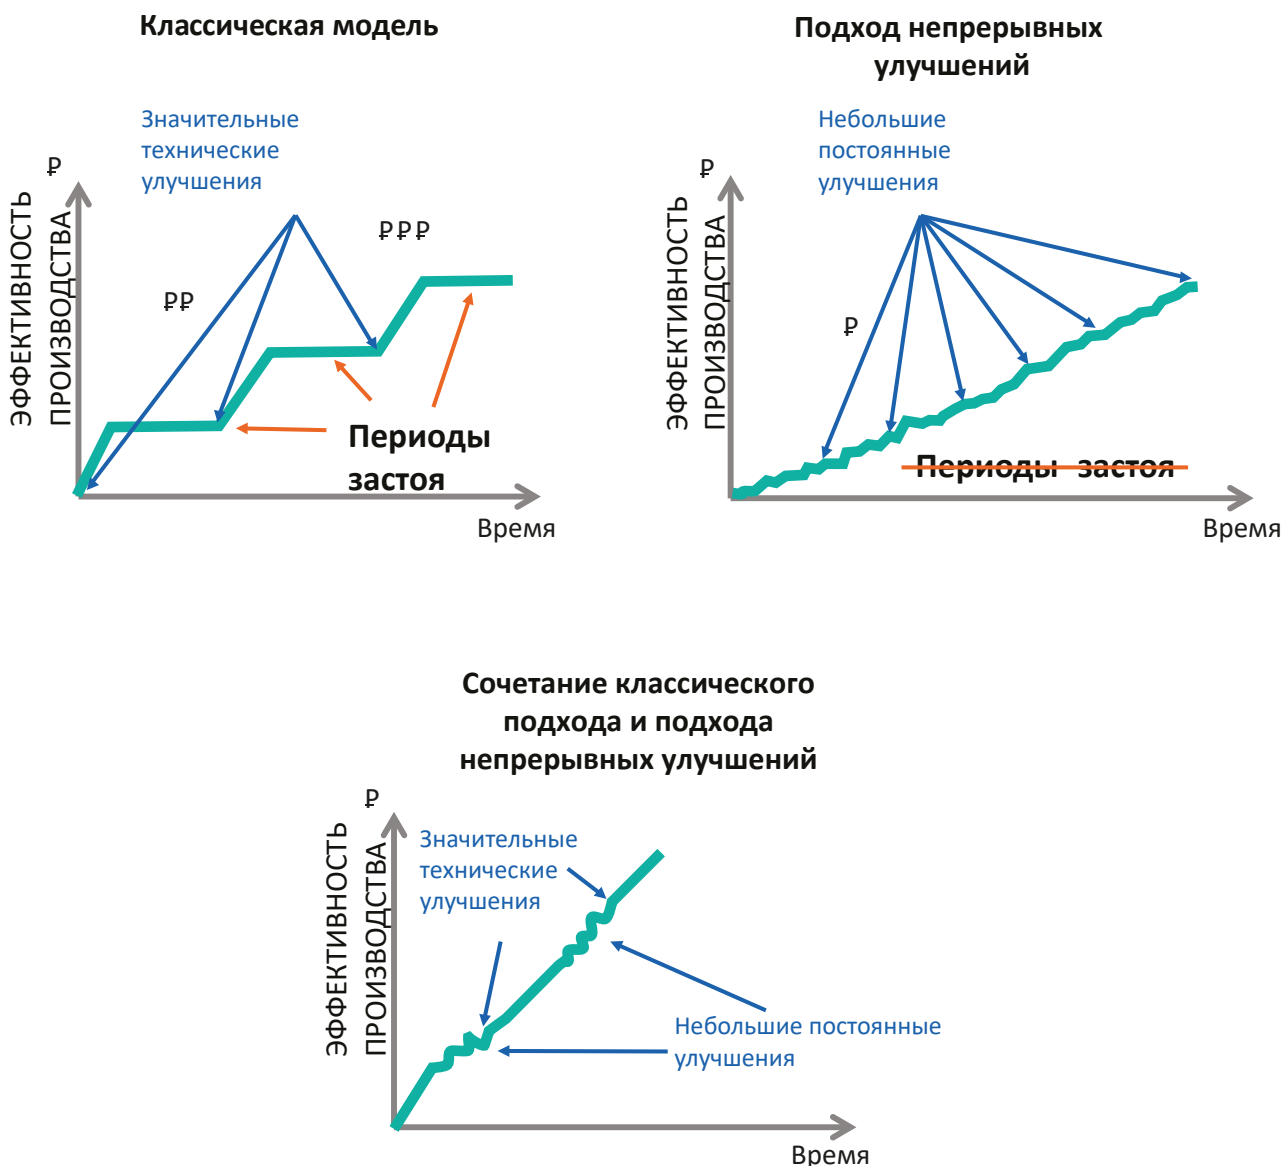 Классическая модель
Значительные
технические
улучшения
₽
ЭФФЕКТИВНОСТЬ
ПРОИЗВОДСТВА
₽₽
₽₽₽
Периоды
застоя
Время
Подход непрерывных
улучшений
Небольшие
постоянные
улучшения
₽
ЭФФЕКТИВНОСТЬ
ПРОИЗВОДСТВА
₽
Периоды застоя
Время
Сочетание классического
подхода и подхода
непрерывных улучшений
₽
ЭФФЕКТИВНОСТЬ
ПРОИЗВОДСТВА
Значительные
технические
улучшения
Небольшие постоянные
улучшения
Время